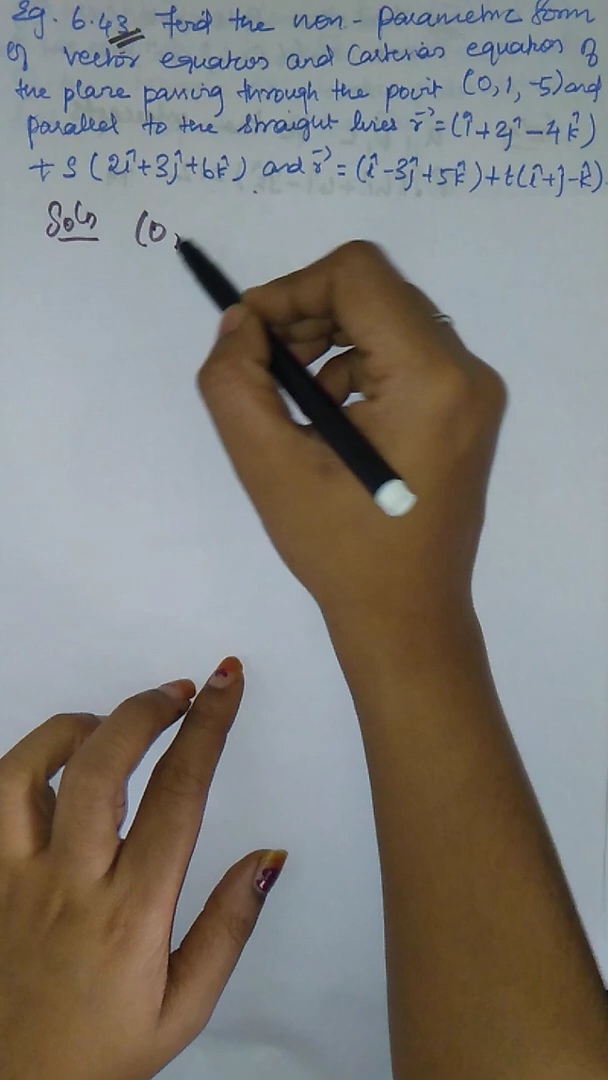 Eg. 6.43 Find the non-parametric form
of vector equation and Cartesian equation of
the plane passing through the point (0, 1, -5) and
parallel to the straight lines r⃗ = (î + 2ĵ - 4k̂)
+ s (2î + 3ĵ + 6k̂) and r⃗ = (î - 3ĵ + 5k̂) + t(î + ĵ - k̂).
Soln (0,